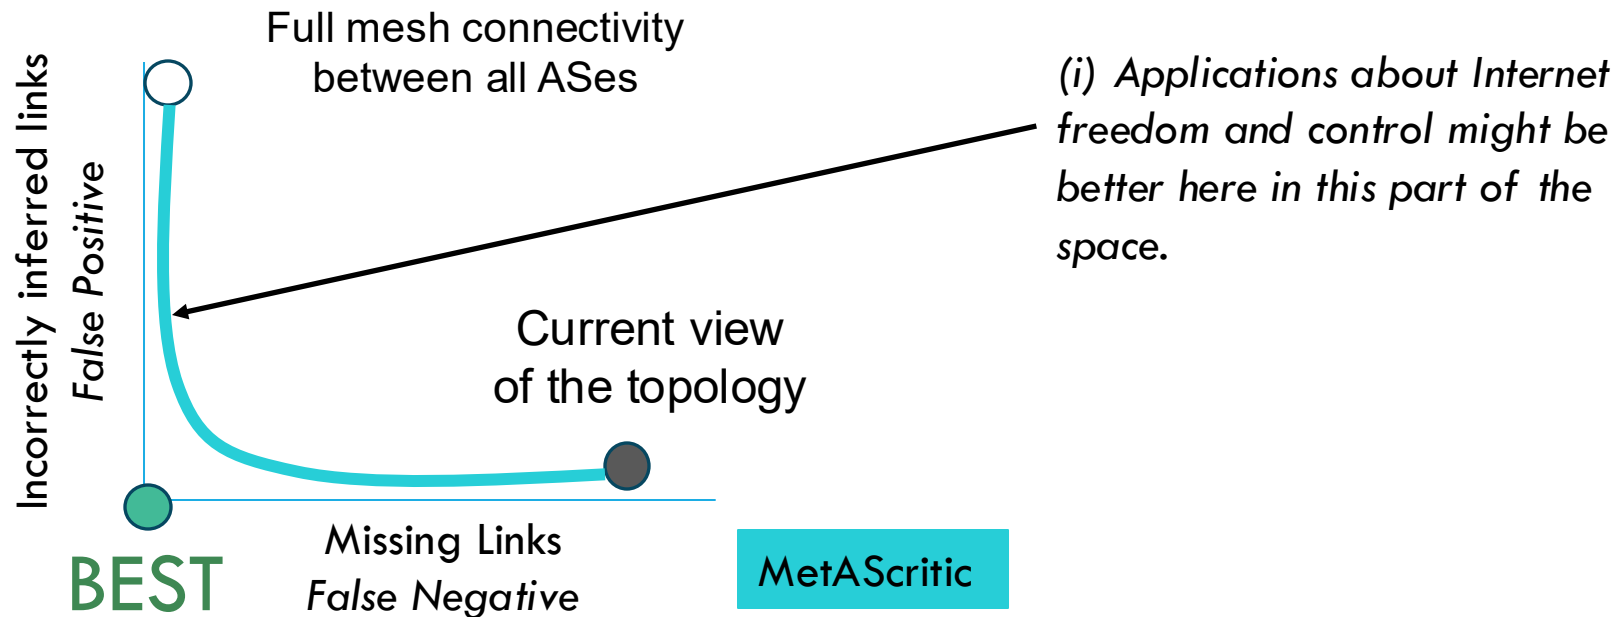 Full mesh connectivity
between all ASes
Incorrectly inferred links
False Positive
(i) Applications about Internet
freedom and control might be
better here in this part of the
space.
Current view
of the topology
BEST
Missing Links
False Negative
MetAScritic